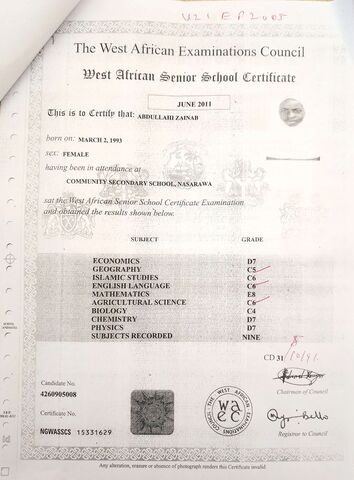 U21EP2005
The West African Examinations Council
West African Senior School Certificate
JUNE 2011
This is to Certify that: ABDULLAHI ZAINAB
born on: MARCH 2, 1993
sex: FEMALE
having been in attendance at
COMMUNITY SECONDARY SCHOOL, NASARAWA
sat the West African Senior School Certificate Examination
and obtained the results shown below.
SUBJECT GRADE
ECONOMICS D7
GEOGRAPHY C5
ISLAMIC STUDIES C6
ENGLISH LANGUAGE C6
MATHEMATICS E8
AGRICULTURAL SCIENCE C6
BIOLOGY C4
CHEMISTRY D7
PHYSICS D7
SUBJECTS RECORDED NINE
CD 31
Candidate No.
4260905008
Chairman of Council
THE WEST AFRICAN EXAMINATIONS COUNCIL
waec
Certificate No.
NGWASSCS 15331629
Registrar to Council
Any alteration, erasure or absence of photograph renders this Certificate invalid